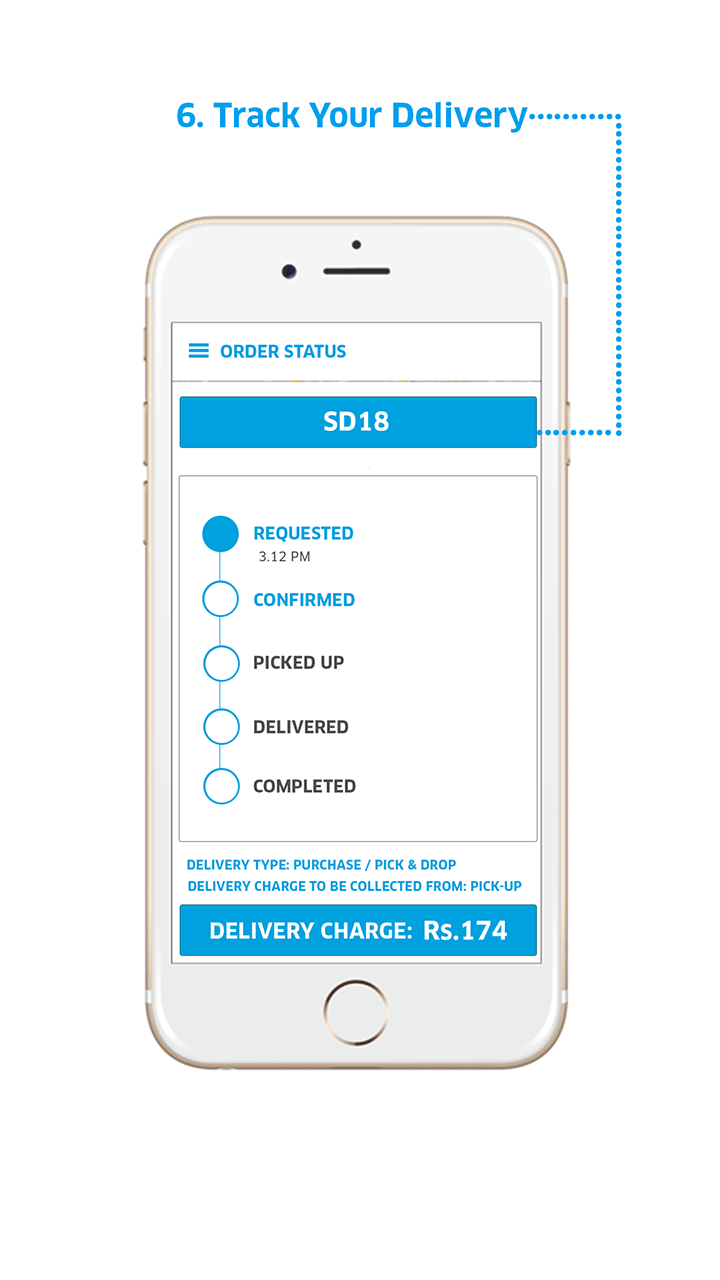 6. Track Your Delivery
ORDER STATUS
SD18
REQUESTED
3.12 PM
CONFIRMED
PICKED UP
DELIVERED
COMPLETED
DELIVERY TYPE: PURCHASE / PICK & DROP
DELIVERY CHARGE TO BE COLLECTED FROM: PICK-UP
DELIVERY CHARGE: Rs.174